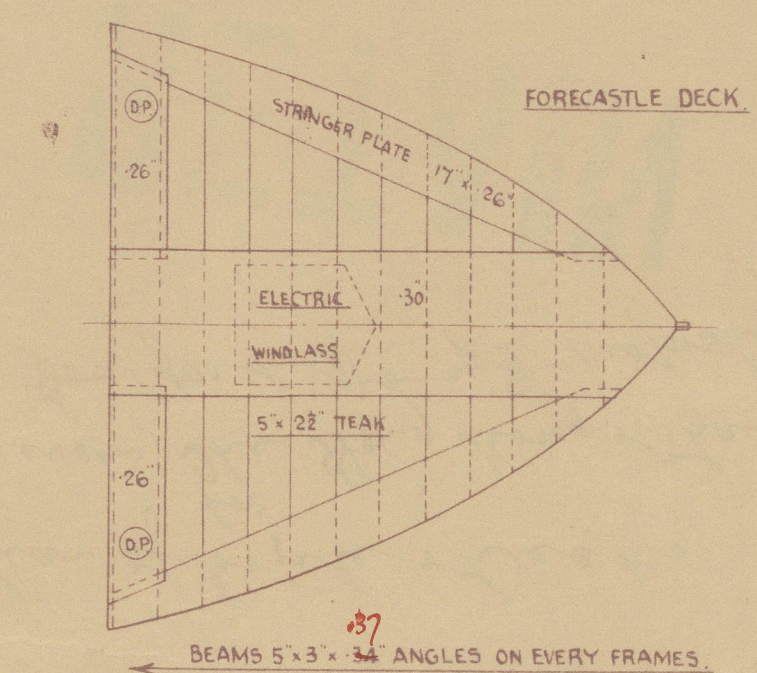 FORECASTLE DECK.
D.P.
.26"
STRINGER PLATE 17" x .26"
ELECTRIC
WINDLASS
.30"
5" x 2½" TEAK
.26"
D.P.
.37
BEAMS 5" x 3" x .34" ANGLES ON EVERY FRAMES.